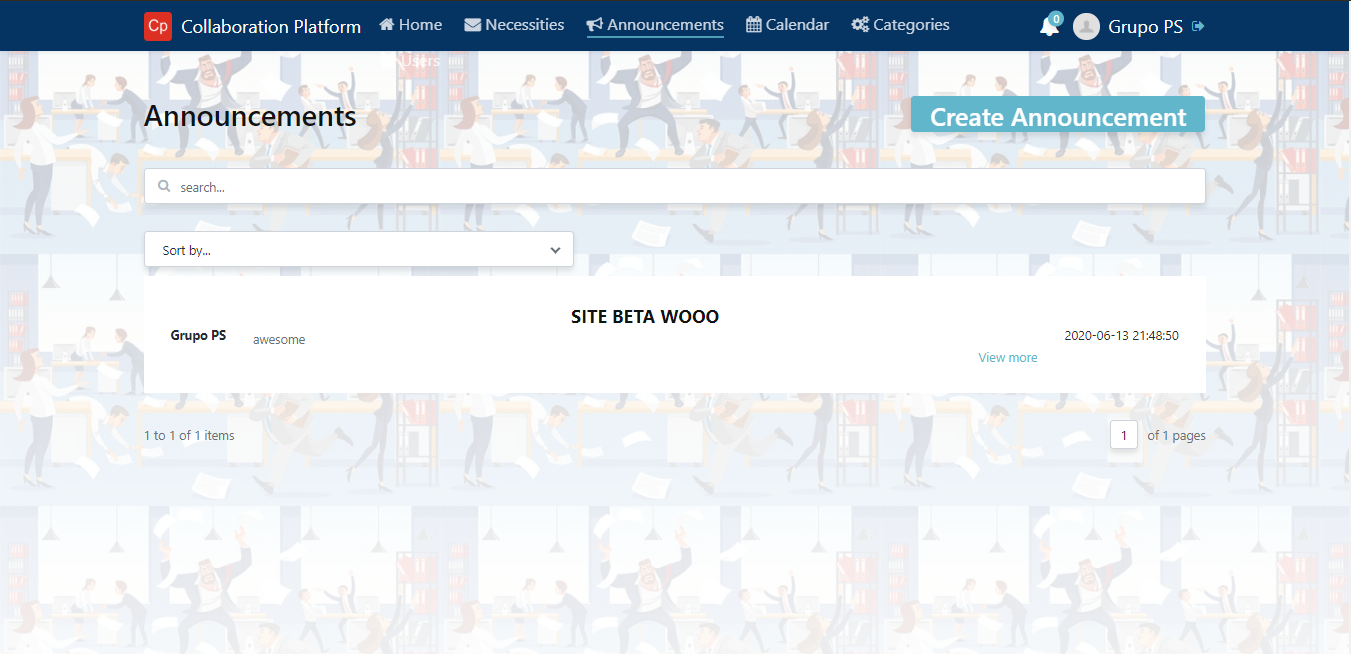 Cp Collaboration Platform Home Necessities Announcements Calendar Categories 0 Grupo PS
Users
Announcements Create Announcement
search...
Sort by...
SITE BETA WOOO
Grupo PS awesome 2020-06-13 21:48:50
View more
1 to 1 of 1 items 1 of 1 pages